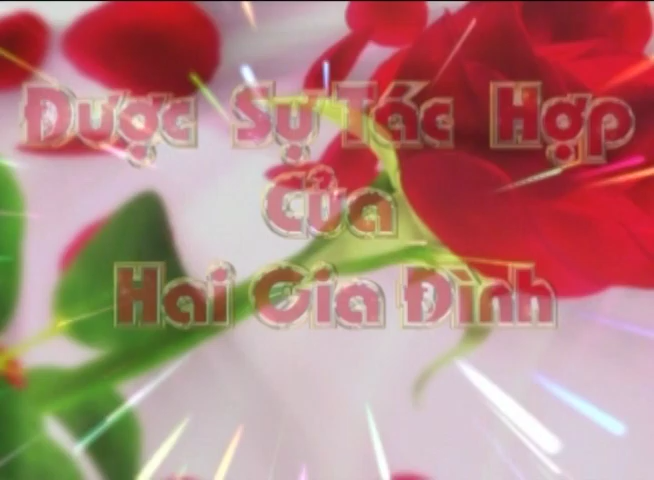 Được Sự Tác Hợp
Của
Hai Gia Đình